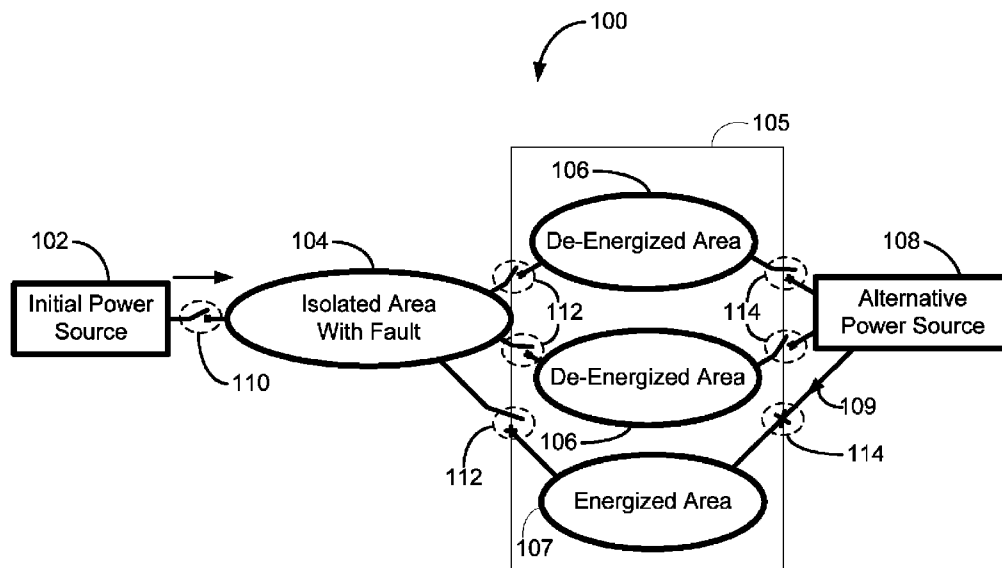 100
105
106
102
104
108
De-Energized Area
Initial Power
Source
Isolated Area
With Fault
112
114
Alternative
Power Source
110
De-Energized Area
109
112
106
114
Energized Area
107